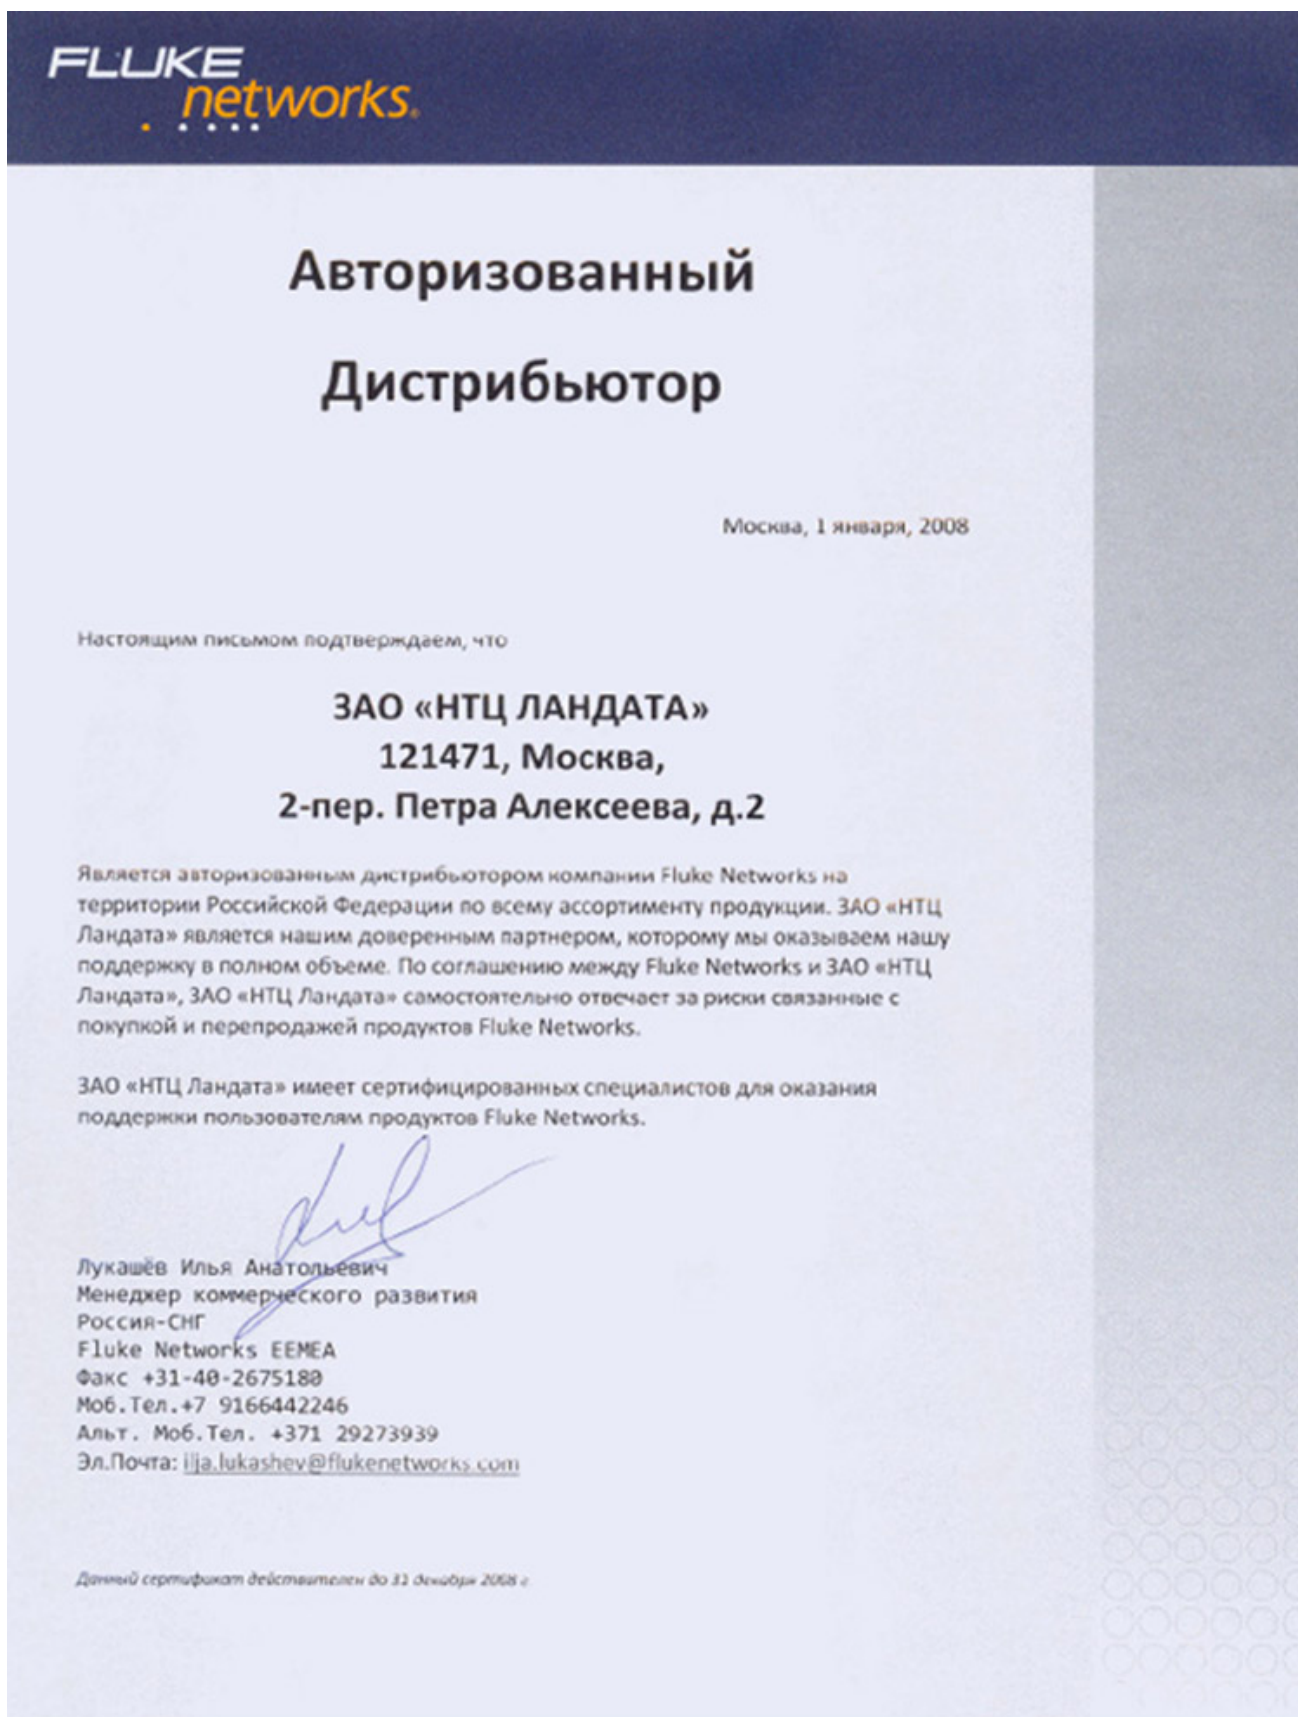 FLUKE
networks®
Авторизованный
Дистрибьютор
Москва, 1 января, 2008
Настоящим письмом подтверждаем, что
ЗАО «НТЦ ЛАНДАТА»
121471, Москва,
2-пер. Петра Алексеева, д.2
Является авторизованным дистрибьютором компании Fluke Networks на
территории Российской Федерации по всему ассортименту продукции. ЗАО «НТЦ
Ландата» является нашим доверенным партнером, которому мы оказываем нашу
поддержку в полном объеме. По соглашению между Fluke Networks и ЗАО «НТЦ
Ландата», ЗАО «НТЦ Ландата» самостоятельно отвечает за риски связанные с
покупкой и перепродажей продуктов Fluke Networks.
ЗАО «НТЦ Ландата» имеет сертифицированных специалистов для оказания
поддержки пользователям продуктов Fluke Networks.
Лукашёв Илья Анатольевич
Менеджер коммерческого развития
Россия-СНГ
Fluke Networks EEMEA
Факс +31-40-2675180
Моб.Тел.+7 9166442246
Альт. Моб.Тел. +371 29273939
Эл.Почта: ilja.lukashev@flukenetworks.com
Данный сертификат действителен до 31 декабря 2008 г.